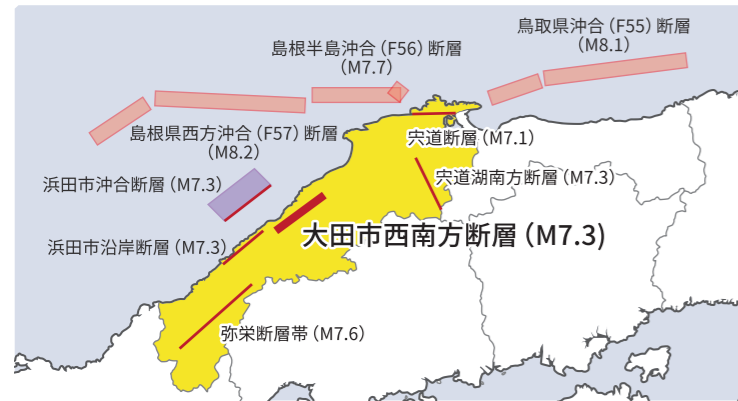 鳥取県沖合（F55）断層
（M8.1）
島根半島沖合（F56）断層
（M7.7）
島根県西方沖合（F57）断層
（M8.2）
宍道断層（M7.1）
宍道湖南方断層（M7.3）
浜田市沖合断層（M7.3）
大田市西南方断層（M7.3)
浜田市沿岸断層（M7.3）
弥栄断層帯（M7.6）